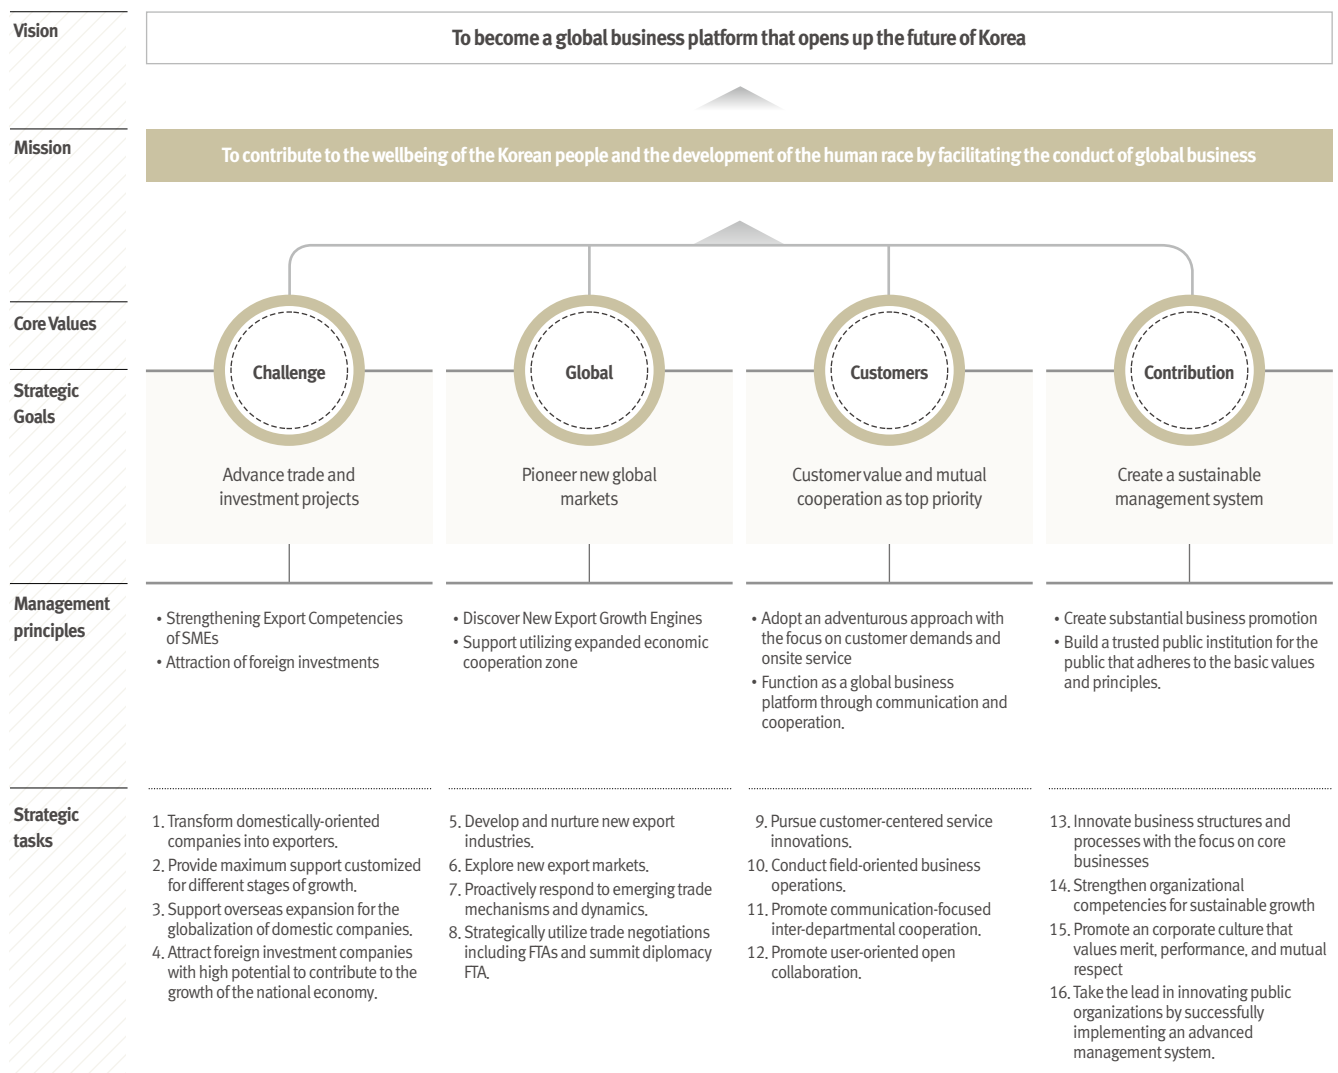 Vision
To become a global business platform that opens up the future of Korea
Mission
To contribute to the wellbeing of the Korean people and the development of the human race by facilitating the conduct of global business
Core Values
Challenge
Global
Customers
Contribution
Strategic
Goals
Advance trade and
investment projects
Pioneer new global
markets
Customer value and mutual
cooperation as top priority
Create a sustainable
management system
Management
principles
• Strengthening Export Competencies
of SMEs
• Attraction of foreign investments
• Discover New Export Growth Engines
• Support utilizing expanded economic
cooperation zone
• Adopt an adventurous approach with
the focus on customer demands and
onsite service
• Function as a global business
platform through communication and
cooperation.
• Create substantial business promotion
• Build a trusted public institution for the
public that adheres to the basic values
and principles.
Strategic
tasks
1. Transform domestically-oriented
companies into exporters.
2. Provide maximum support customized
for different stages of growth.
3. Support overseas expansion for the
globalization of domestic companies.
4. Attract foreign investment companies
with high potential to contribute to the
growth of the national economy.
5. Develop and nurture new export
industries.
6. Explore new export markets.
7. Proactively respond to emerging trade
mechanisms and dynamics.
8. Strategically utilize trade negotiations
including FTAs and summit diplomacy
FTA.
9. Pursue customer-centered service
innovations.
10. Conduct field-oriented business
operations.
11. Promote communication-focused
inter-departmental cooperation.
12. Promote user-oriented open
collaboration.
13. Innovate business structures and
processes with the focus on core
businesses
14. Strengthen organizational
competencies for sustainable growth
15. Promote an corporate culture that
values merit, performance, and mutual
respect
16. Take the lead in innovating public
organizations by successfully
implementing an advanced
management system.